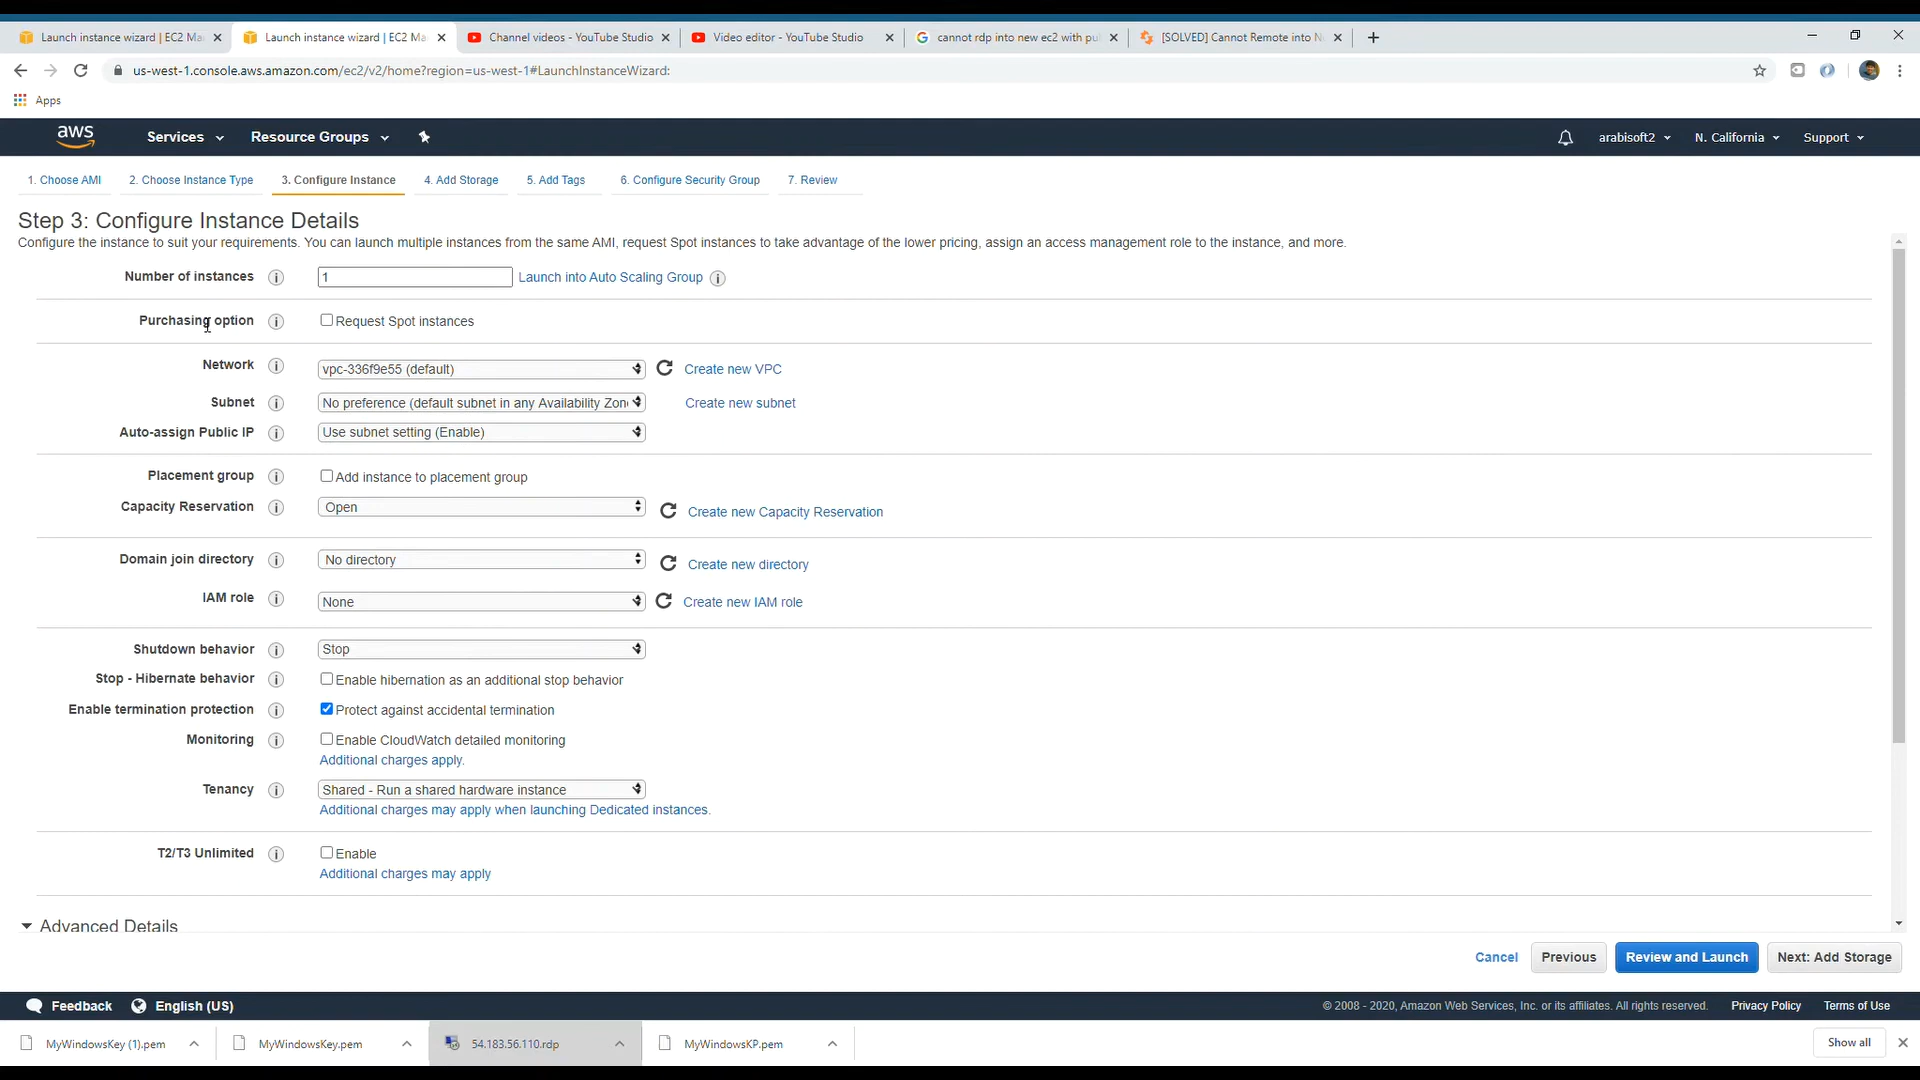 Launch instance wizard | EC2 Ma
Launch instance wizard | EC2 Ma
Channel videos - YouTube Studio
Video editor - YouTube Studio
cannot rdp into new ec2 with pu
[SOLVED] Cannot Remote into N
us-west-1.console.aws.amazon.com/ec2/v2/home?region=us-west-1#LaunchInstanceWizard:
Apps
aws
Services
Resource Groups
arabisoft2
N. California
Support
1. Choose AMI
2. Choose Instance Type
3. Configure Instance
4. Add Storage
5. Add Tags
6. Configure Security Group
7. Review
Step 3: Configure Instance Details
Configure the instance to suit your requirements. You can launch multiple instances from the same AMI, request Spot instances to take advantage of the lower pricing, assign an access management role to the instance, and more.
Number of instances 1 Launch into Auto Scaling Group
Purchasing option Request Spot instances
Network vpc-336f9e55 (default) Create new VPC
Subnet No preference (default subnet in any Availability Zon Create new subnet
Auto-assign Public IP Use subnet setting (Enable)
Placement group Add instance to placement group
Capacity Reservation Open Create new Capacity Reservation
Domain join directory No directory Create new directory
IAM role None Create new IAM role
Shutdown behavior Stop
Stop - Hibernate behavior Enable hibernation as an additional stop behavior
Enable termination protection Protect against accidental termination
Monitoring Enable CloudWatch detailed monitoring
Additional charges apply.
Tenancy Shared - Run a shared hardware instance
Additional charges may apply when launching Dedicated instances.
T2/T3 Unlimited Enable
Additional charges may apply
Advanced Details
Cancel Previous Review and Launch Next: Add Storage
Feedback English (US) © 2008 - 2020, Amazon Web Services, Inc. or its affiliates. All rights reserved. Privacy Policy Terms of Use
MyWindowsKey (1).pem MyWindowsKey.pem 54.183.56.110.rdp MyWindowsKP.pem Show all